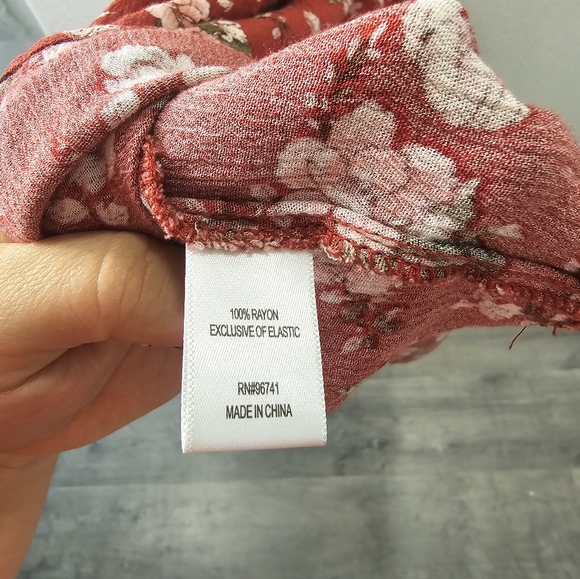 100% RAYON
EXCLUSIVE OF ELASTIC
RN#96741
MADE IN CHINA